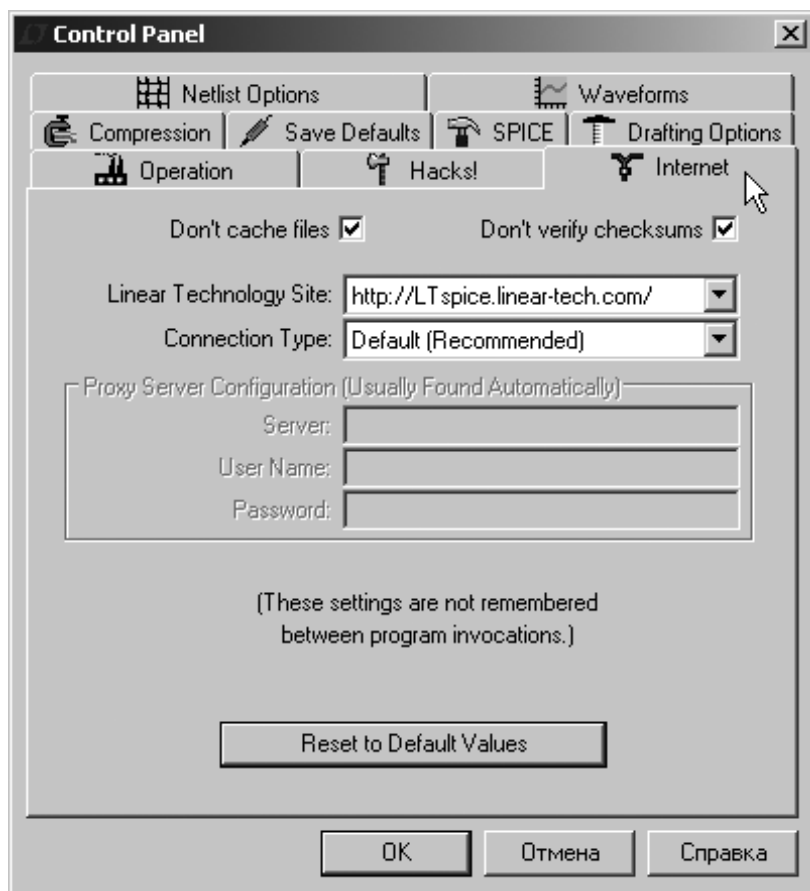 Control Panel
Netlist Options Waveforms
Compression Save Defaults SPICE Drafting Options
Operation Hacks! Internet
Don't cache files Don't verify checksums
Linear Technology Site: http://LTspice.linear-tech.com/
Connection Type: Default (Recommended)
Proxy Server Configuration (Usually Found Automatically)
Server:
User Name:
Password:
(These settings are not remembered
between program invocations.)
Reset to Default Values
OK Отмена Справка